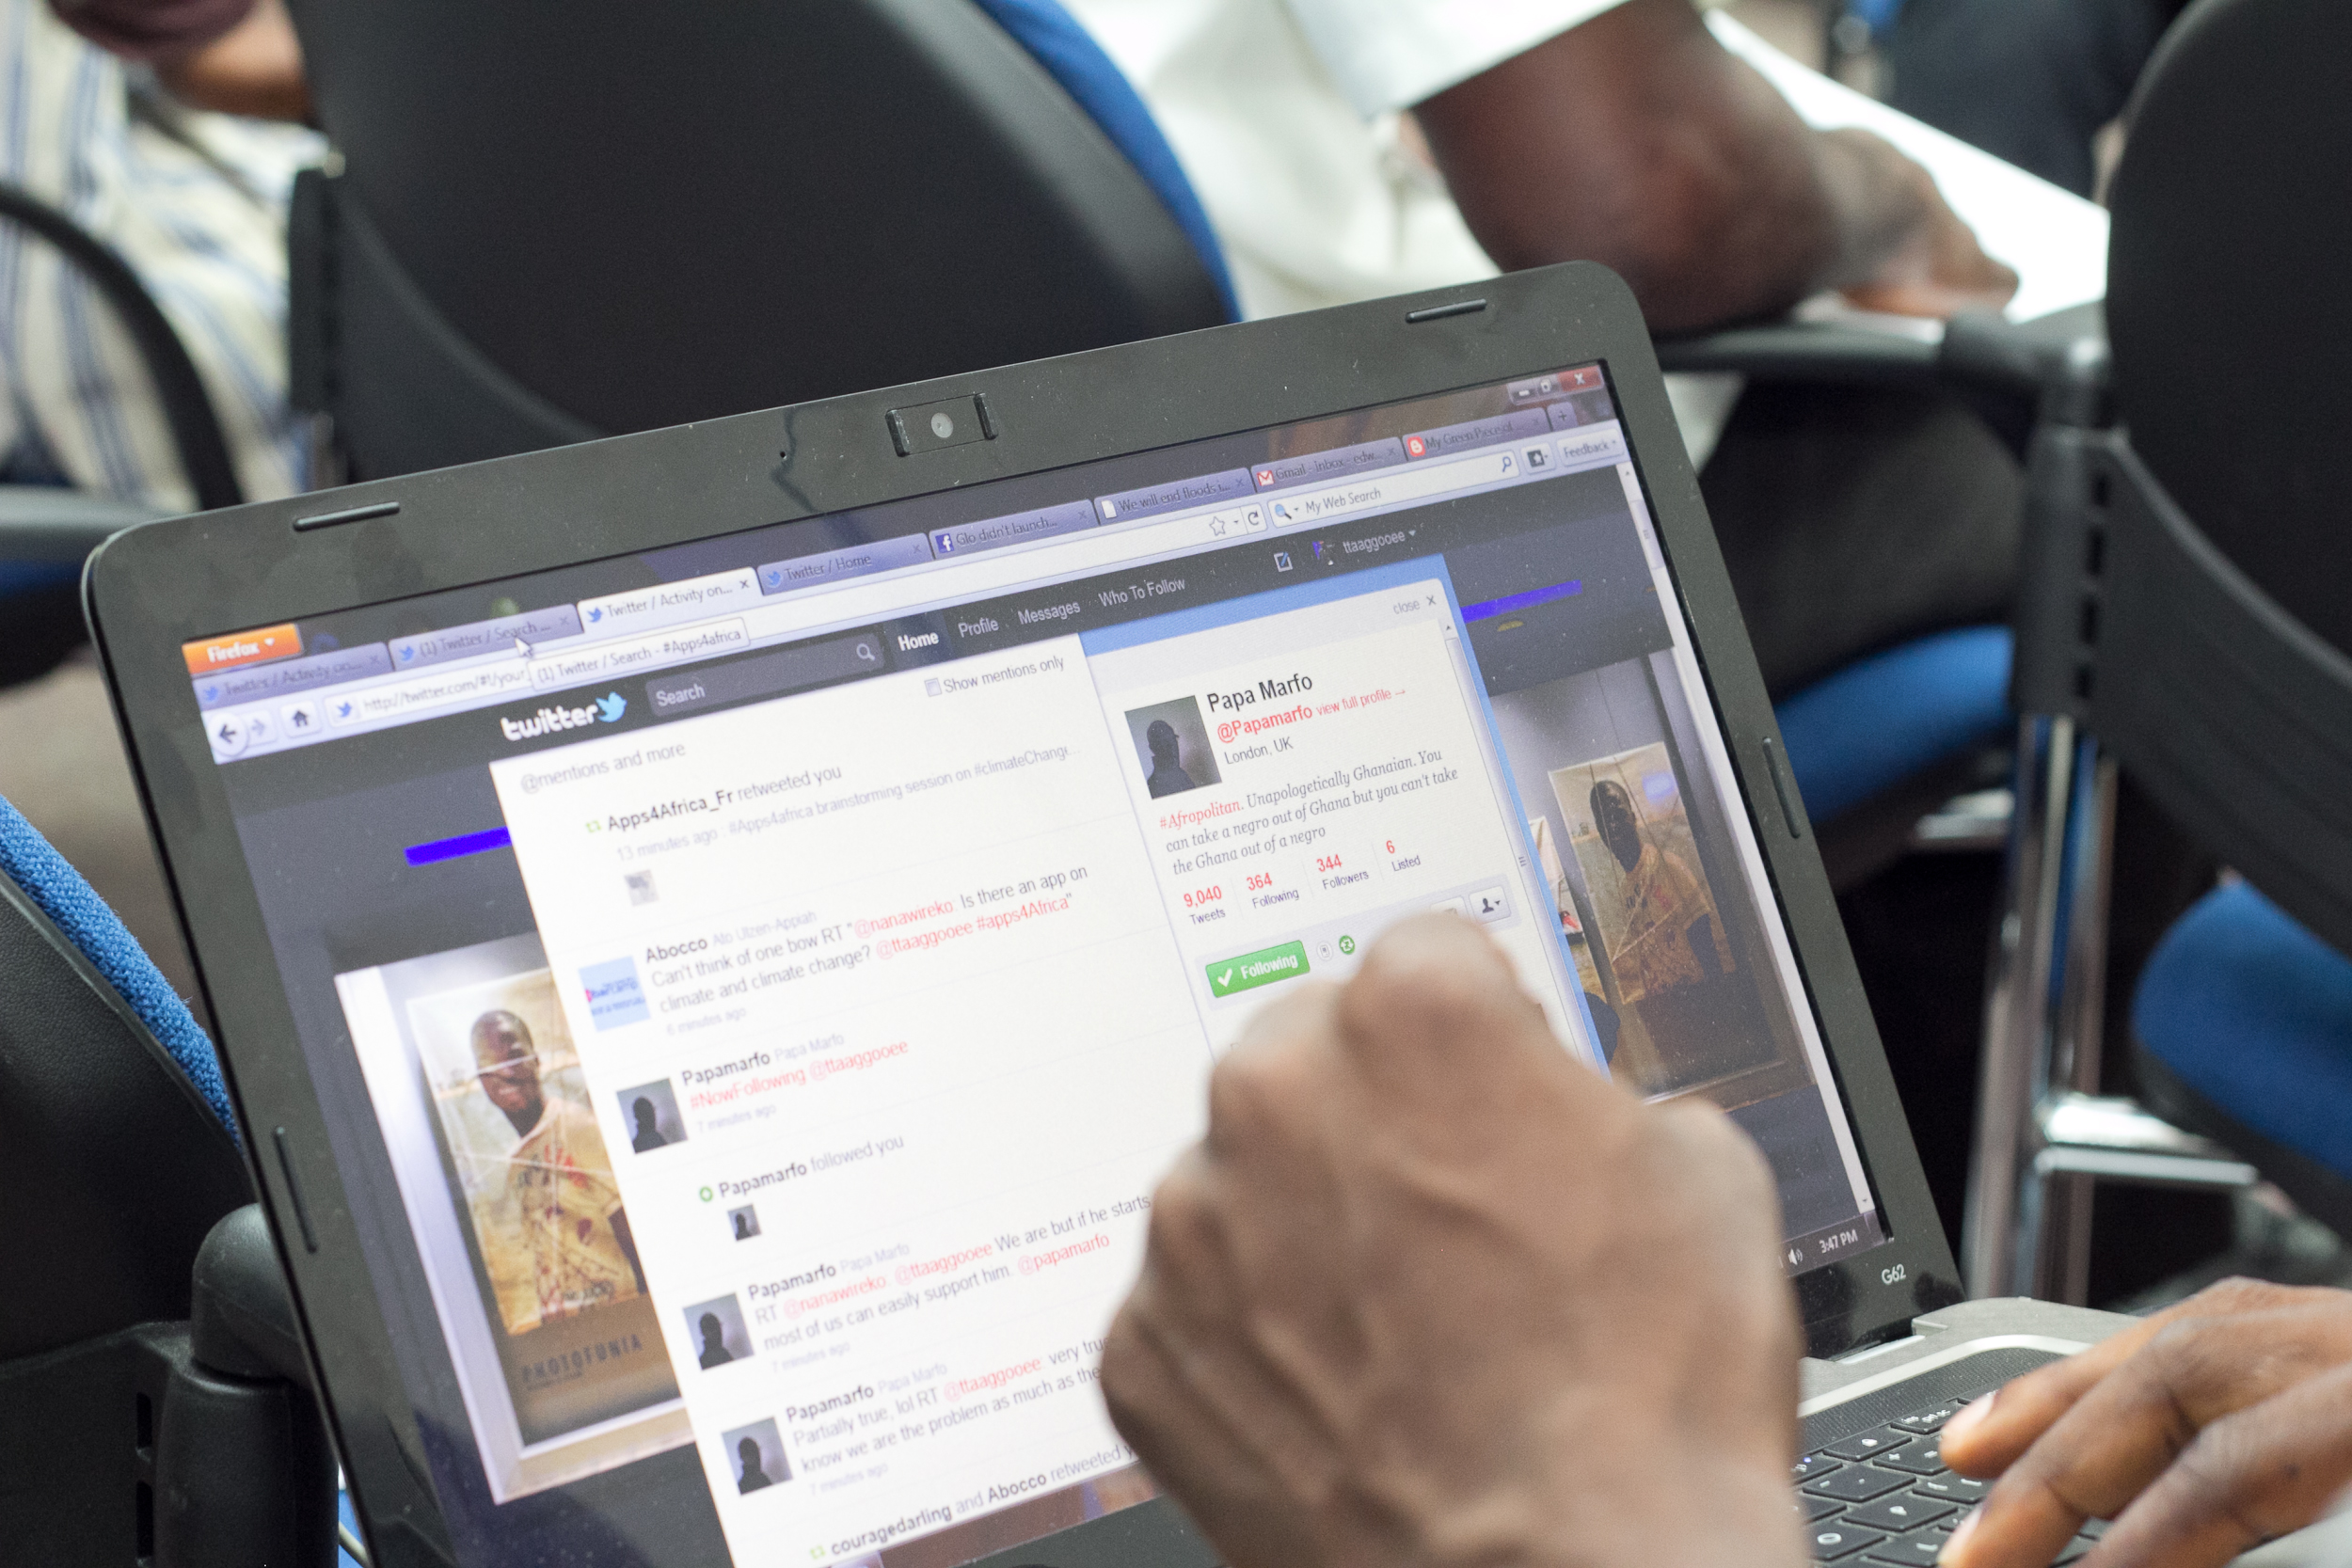 Firefox
Twitter / Activity on...
(1) Twitter / Search ...
Twitter / Activity on...
Twitter / Home
Glo didn't launch...
We will end floods i...
Gmail - Inbox - edw...
My Green Pieces of ...
http://twitter.com/#!/your
(1) Twitter / Search - #Apps4africa
My Web Search
Feedback
twitter
Search
Home
Profile
Messages
Who To Follow
ttaaggooee
@mentions and more
Show mentions only
Apps4Africa_Fr retweeted you
13 minutes ago : #Apps4africa brainstorming session on #climateChang...
Abocco Ato Ulzen-Appiah
Can't think of one bow RT "@nanawireko: Is there an app on
climate and climate change? @ttaaggooee #apps4Africa"
6 minutes ago
Papamarfo Papa Marfo
#NowFollowing @ttaaggooee
7 minutes ago
Papamarfo followed you
Papamarfo Papa Marfo
RT @nanawireko: @ttaaggooee We are but if he starts
most of us can easily support him. @papamarfo
7 minutes ago
Papamarfo Papa Marfo
Partially true, lol RT @ttaaggooee: very tru
know we are the problem as much as the
7 minutes ago
couragedarling and Abocco retweeted y
close X
Papa Marfo
@Papamarfo view full profile →
London, UK
#Afropolitan. Unapologetically Ghanaian. You
can take a negro out of Ghana but you can't take
the Ghana out of a negro
9,040 Tweets
364 Following
344 Followers
6 Listed
Following
PHOTOFUNIA
3:47 PM
G62